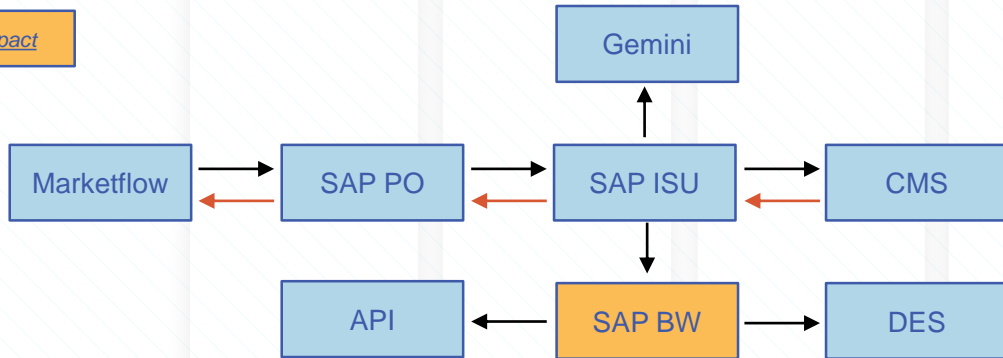 pact
Gemini
Marketflow
SAP PO
SAP ISU
CMS
API
SAP BW
DES